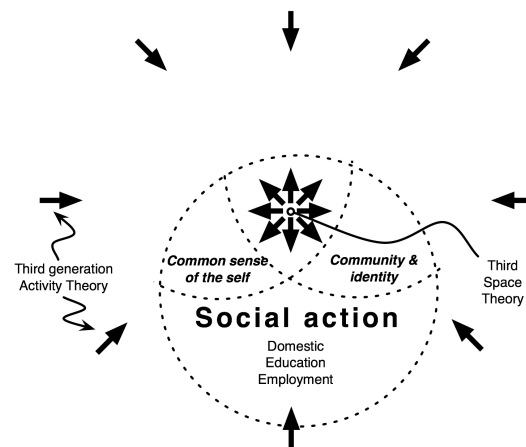 Common sense
of the self
Community &
identity
Third generation
Activity Theory
Third
Space
Theory
Social action
Domestic
Education
Employment